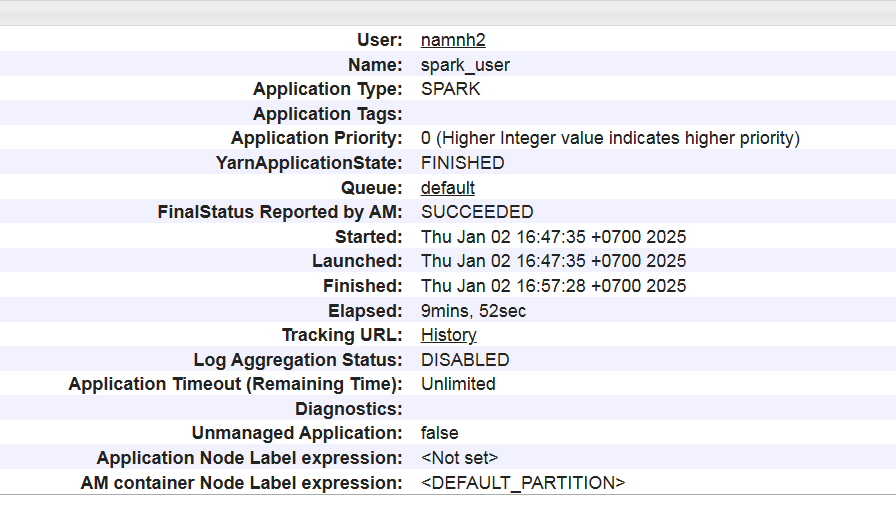 User: namnh2
Name: spark_user
Application Type: SPARK
Application Tags:
Application Priority: 0 (Higher Integer value indicates higher priority)
YarnApplicationState: FINISHED
Queue: default
FinalStatus Reported by AM: SUCCEEDED
Started: Thu Jan 02 16:47:35 +0700 2025
Launched: Thu Jan 02 16:47:35 +0700 2025
Finished: Thu Jan 02 16:57:28 +0700 2025
Elapsed: 9mins, 52sec
Tracking URL: History
Log Aggregation Status: DISABLED
Application Timeout (Remaining Time): Unlimited
Diagnostics:
Unmanaged Application: false
Application Node Label expression: <Not set>
AM container Node Label expression: <DEFAULT_PARTITION>